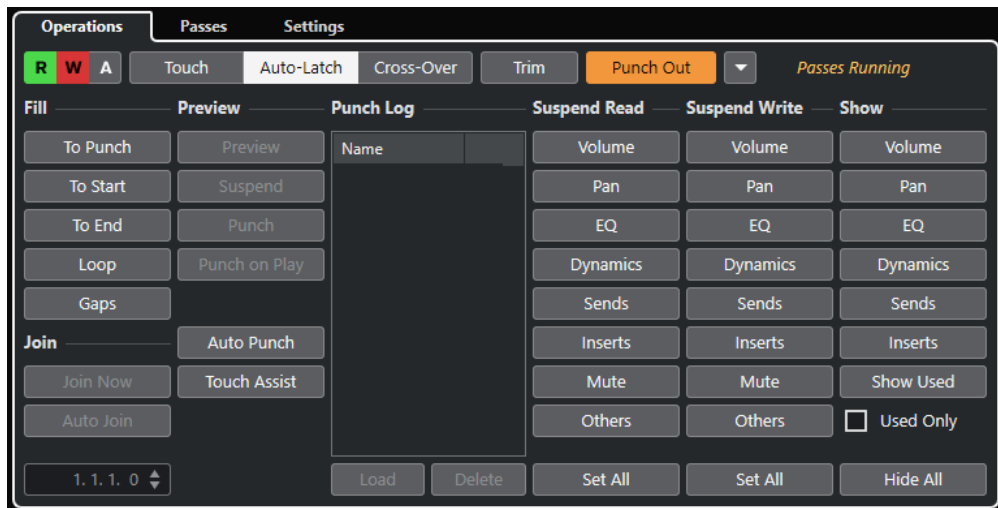 Operations Passes Settings
R W A Touch Auto-Latch Cross-Over Trim Punch Out Passes Running
Fill Preview Punch Log Suspend Read Suspend Write Show
To Punch Preview Name Volume Volume Volume
To Start Suspend Pan Pan Pan
To End Punch EQ EQ EQ
Loop Punch on Play Dynamics Dynamics Dynamics
Gaps Sends Sends Sends
Join Auto Punch Inserts Inserts Inserts
Join Now Touch Assist Mute Mute Show Used
Auto Join Others Others Used Only
1. 1. 1. 0 Load Delete Set All Set All Hide All